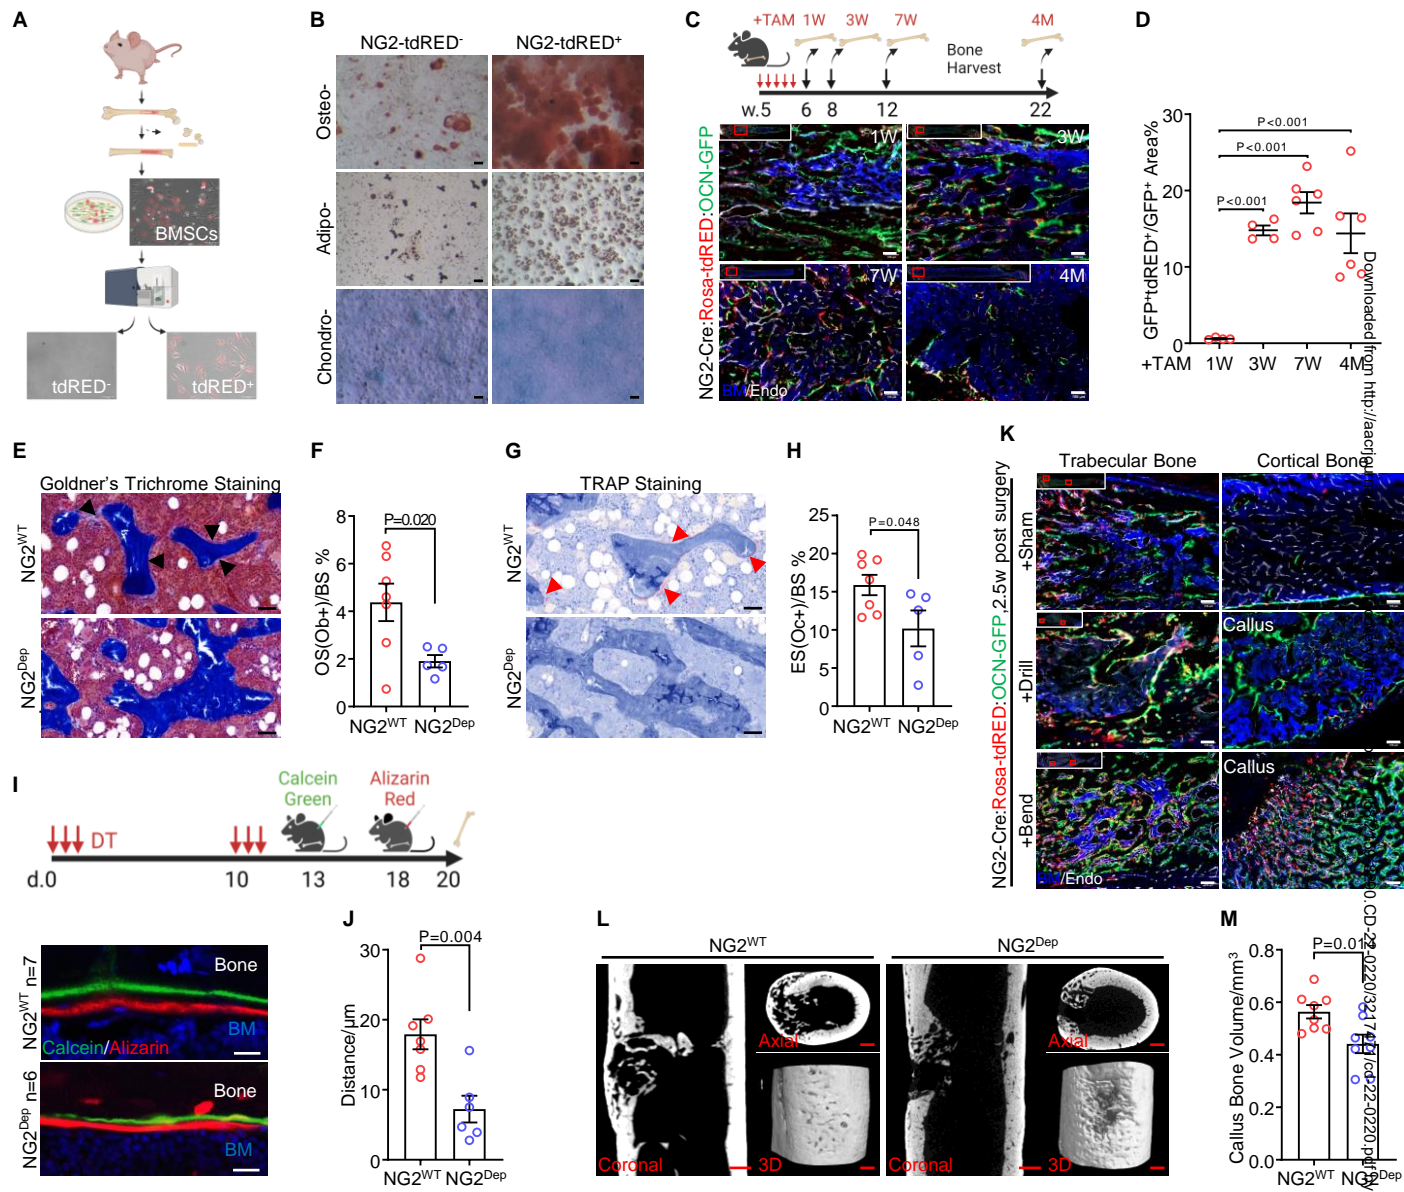 A
BMSCs
tdRED-
tdRED+
B
NG2-tdRED-
NG2-tdRED+
Osteo-
Adipo-
Chondro-
C
+TAM 1W 3W 7W 4M
Bone
Harvest
w.5 6 8 12 22
NG2-Cre:Rosa-tdRED:OCN-GFP
1W
3W
7W
4M
BM/Endo
D
GFP+tdRED+/GFP+ Area%
30
20
10
0
P<0.001
P<0.001
P<0.001
+TAM 1W 3W 7W 4M
E
Goldner's Trichrome Staining
NG2WT
NG2Dep
F
OS(Ob+)/BS %
8
6
4
2
0
P=0.020
NG2WT NG2Dep
G
TRAP Staining
NG2WT
NG2Dep
H
ES(Oc+)/BS %
25
20
15
10
5
0
P=0.048
NG2WT NG2Dep
K
Trabecular Bone
Cortical Bone
NG2-Cre:Rosa-tdRED:OCN-GFP,2.5w post surgery
+Sham
+Drill
+Bend
Callus
Callus
BM/Endo
I
Calcein
Green
Alizarin
Red
DT
d.0 10 13 18 20
NG2WT n=7
Bone
BM
Calcein/Alizarin
NG2Dep n=6
Bone
BM
J
Distance/μm
30
20
10
0
P=0.004
NG2WT NG2Dep
L
NG2WT
NG2Dep
Coronal
Axial
3D
Coronal
Axial
3D
M
Callus Bone Volume/mm3
0.8
0.6
0.4
0.2
0.0
NG2WT NG2Dep
Downloaded from http://aacrjour